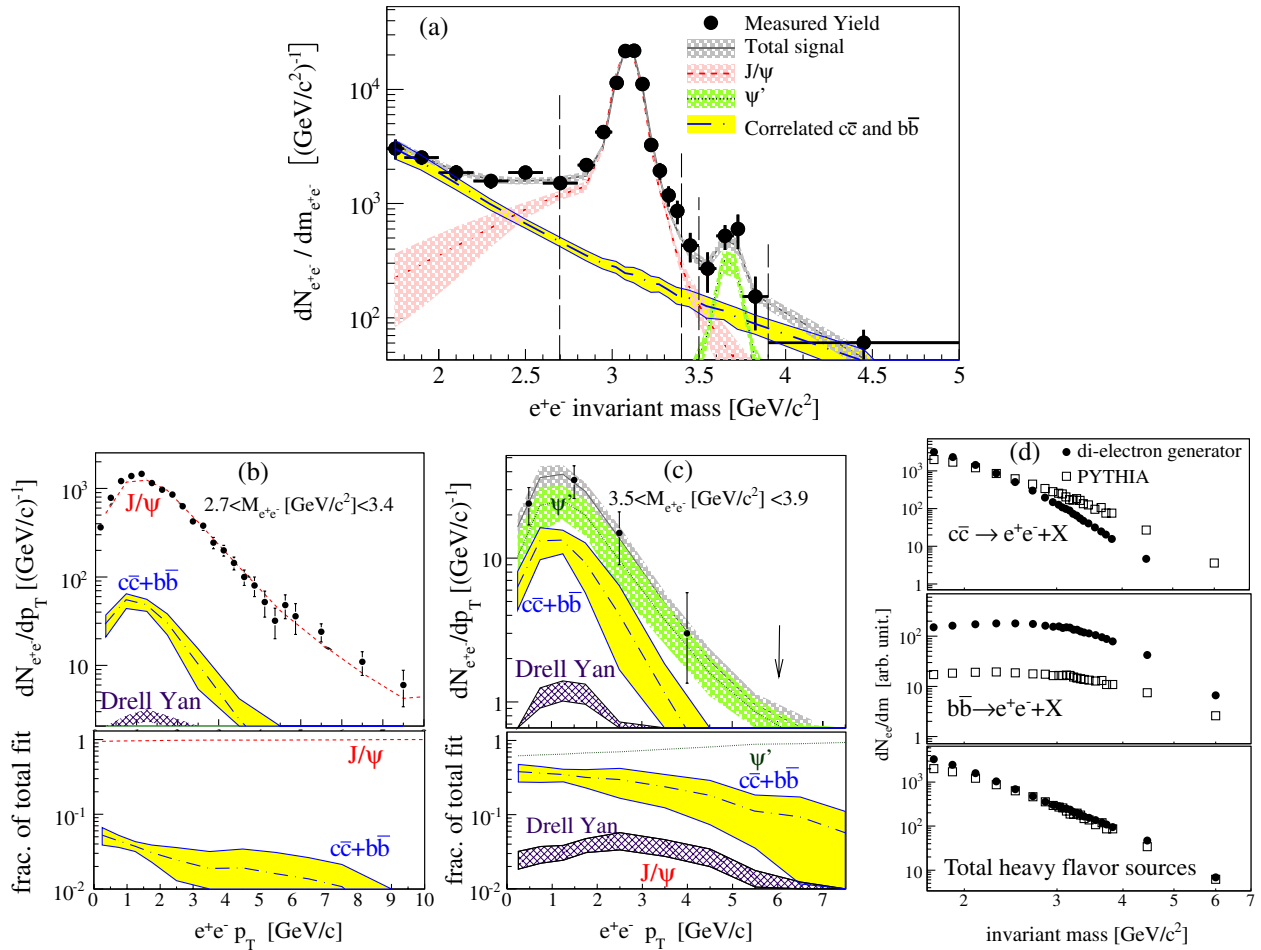 (a)
Measured Yield
Total signal
J/ψ
ψ'
Correlated cc̄ and bb̄
dN_{e⁺e⁻} / dm_{e⁺e⁻} [(GeV/c²)⁻¹]
10⁴
10³
10²
2 2.5 3 3.5 4 4.5 5
e⁺e⁻ invariant mass [GeV/c²]
(b)
2.7<M_{e⁺e⁻} [GeV/c²]<3.4
J/ψ
cc̄+bb̄
Drell Yan
dN_{e⁺e⁻}/dp_T [(GeV/c)⁻¹]
10³
10²
10
J/ψ
cc̄+bb̄
frac. of total fit
1
10⁻¹
10⁻²
0 1 2 3 4 5 6 7 8 9 10
e⁺e⁻ p_T [GeV/c]
(c)
3.5<M_{e⁺e⁻} [GeV/c²] <3.9
ψ'
cc̄+bb̄
Drell Yan
dN_{e⁺e⁻}/dp_T [(GeV/c)⁻¹]
10
1
ψ'
cc̄+bb̄
Drell Yan
J/ψ
frac. of total fit
1
10⁻¹
10⁻²
0 1 2 3 4 5 6 7
e⁺e⁻ p_T [GeV/c]
(d)
di-electron generator
PYTHIA
cc̄ → e⁺e⁻+X
10⁴
10³
10²
10
1
bb̄→e⁺e⁻+X
10²
10
1
dN_{ee}/dm [arb. unit.]
Total heavy flavor sources
10³
10²
10
2 3 4 5 6 7
invariant mass [GeV/c²]